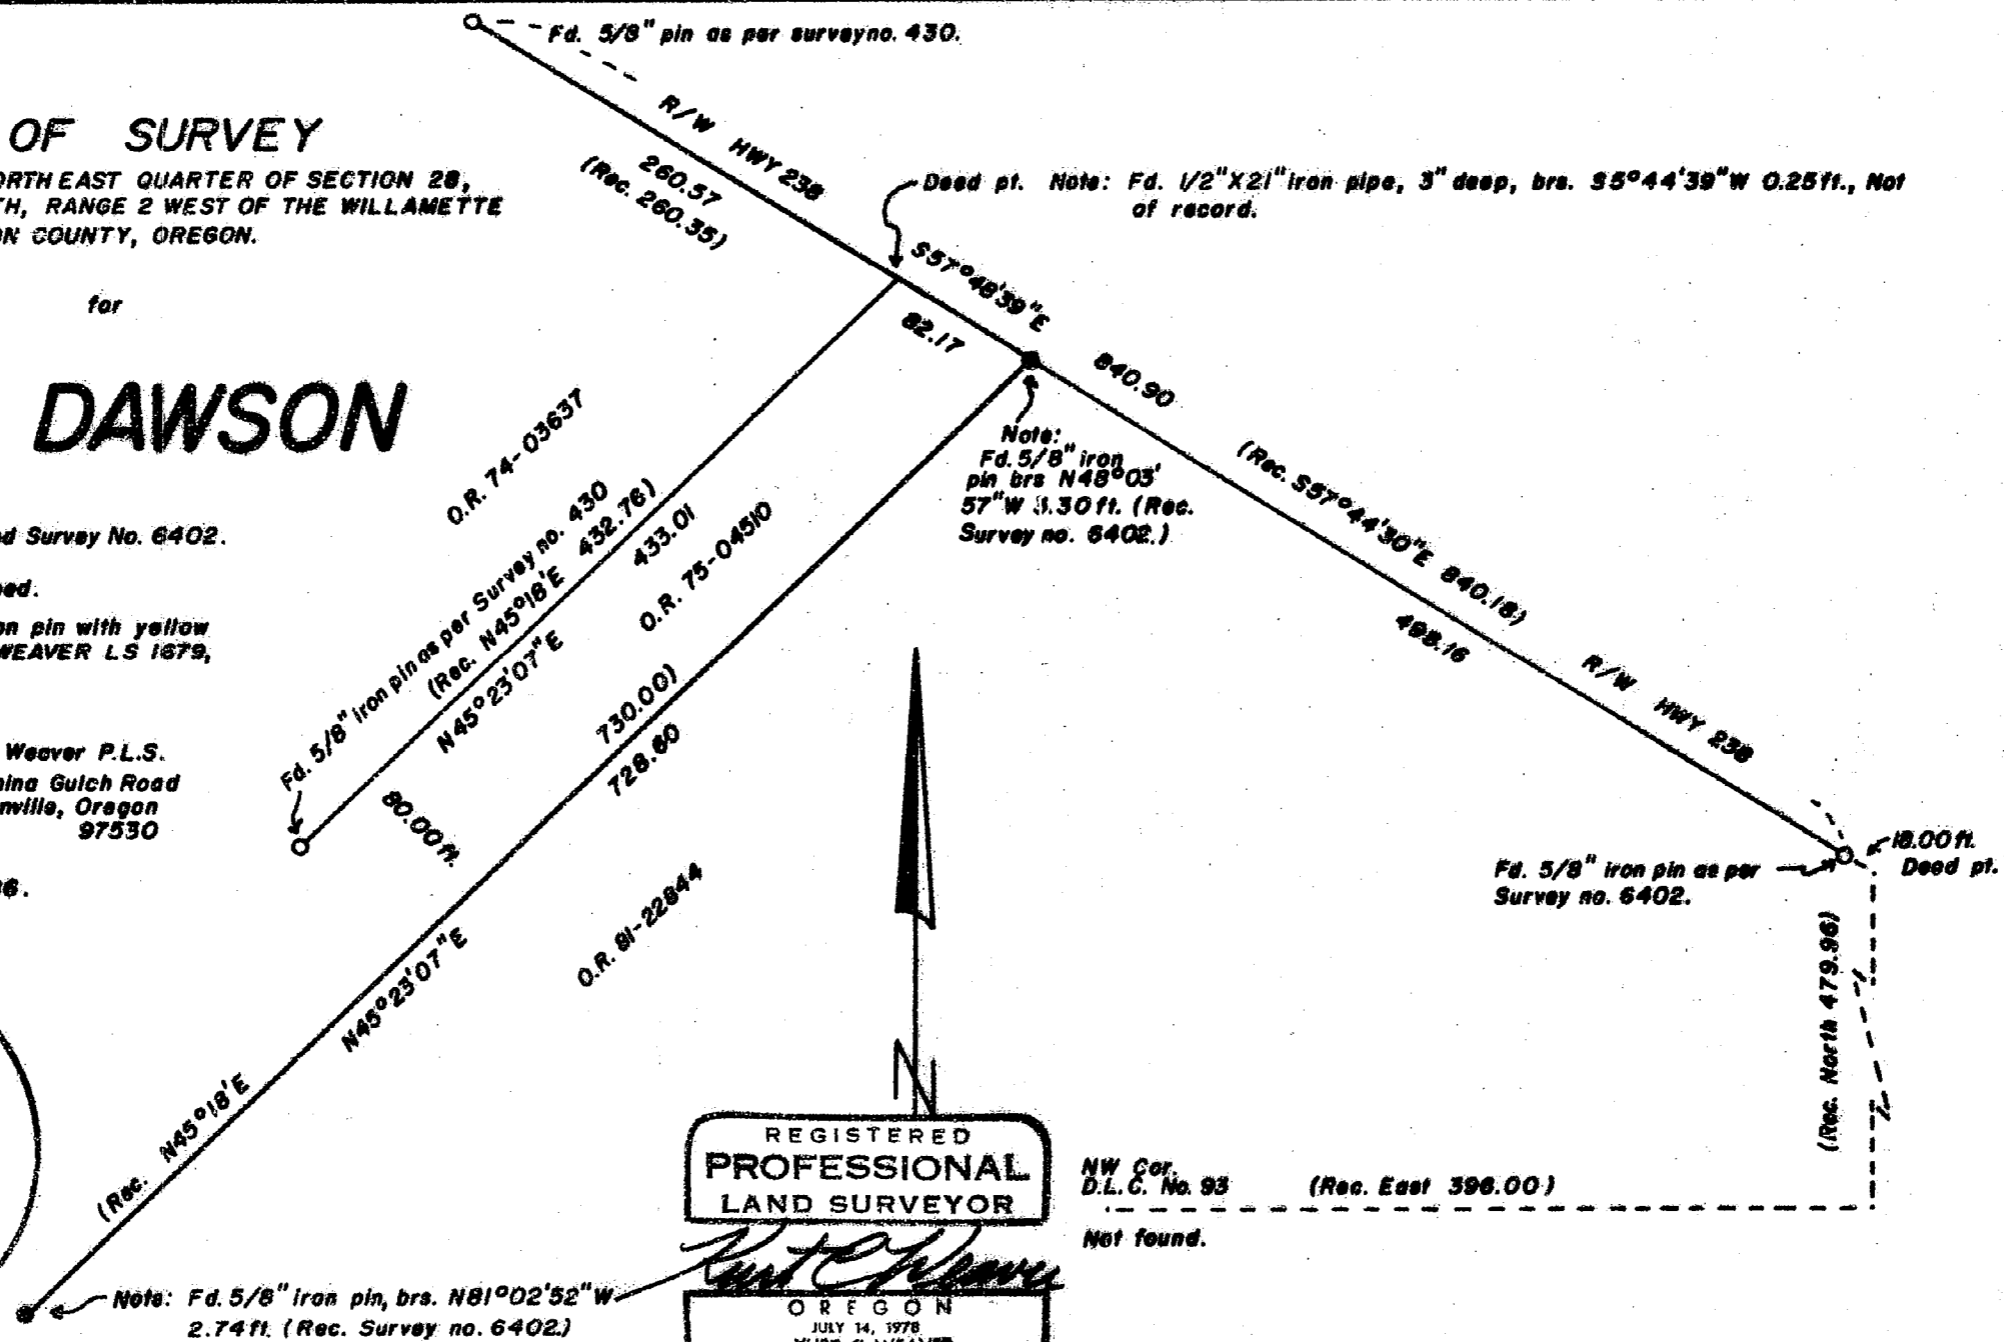 Fd. 5/8" pin as per survey no. 430.
OF SURVEY
NORTH EAST QUARTER OF SECTION 28,
TH, RANGE 2 WEST OF THE WILLAMETTE
ON COUNTY, OREGON.
for
DAWSON
d Survey No. 6402.
on pin with yellow
WEAVER LS 1679,
Weaver P.L.S.
Gulch Road
Oregon
97530
R/W HWY 238
260.57
(Rec. 260.35)
Deed pt. Note: Fd. 1/2"X21" iron pipe, 3" deep, brs. S5°44'39"W 0.25ft., Not
of record.
S57°48'39"E
82.17
840.90
Note:
Fd. 5/8" iron
pin brs N48°03'
57"W .30ft. (Rec.
Survey no. 6402.)
(Rec. S57°44'30"E 840.18)
498.16
R/W HWY 238
O.R. 74-03637
Fd. 5/8" iron pin as per Survey no. 430
(Rec. N45°18'E 432.76)
N45°23'07"E 433.01
O.R. 75-04510
80.00ft.
(Rec. N45°18'E 730.00)
N45°23'07"E 728.60
O.R. 81-22844
18.00ft.
Deed pt.
Fd. 5/8" iron pin as per
Survey no. 6402.
(Rec. North 479.96)
N
NW Cor.
D.L.C. No. 93
(Rec. East 396.00)
Not found.
REGISTERED
PROFESSIONAL
LAND SURVEYOR
Kurt C Weaver
OREGON
JULY 14, 1978
Note: Fd. 5/8" iron pin, brs. N81°02'52"W
2.74ft. (Rec. Survey no. 6402.)